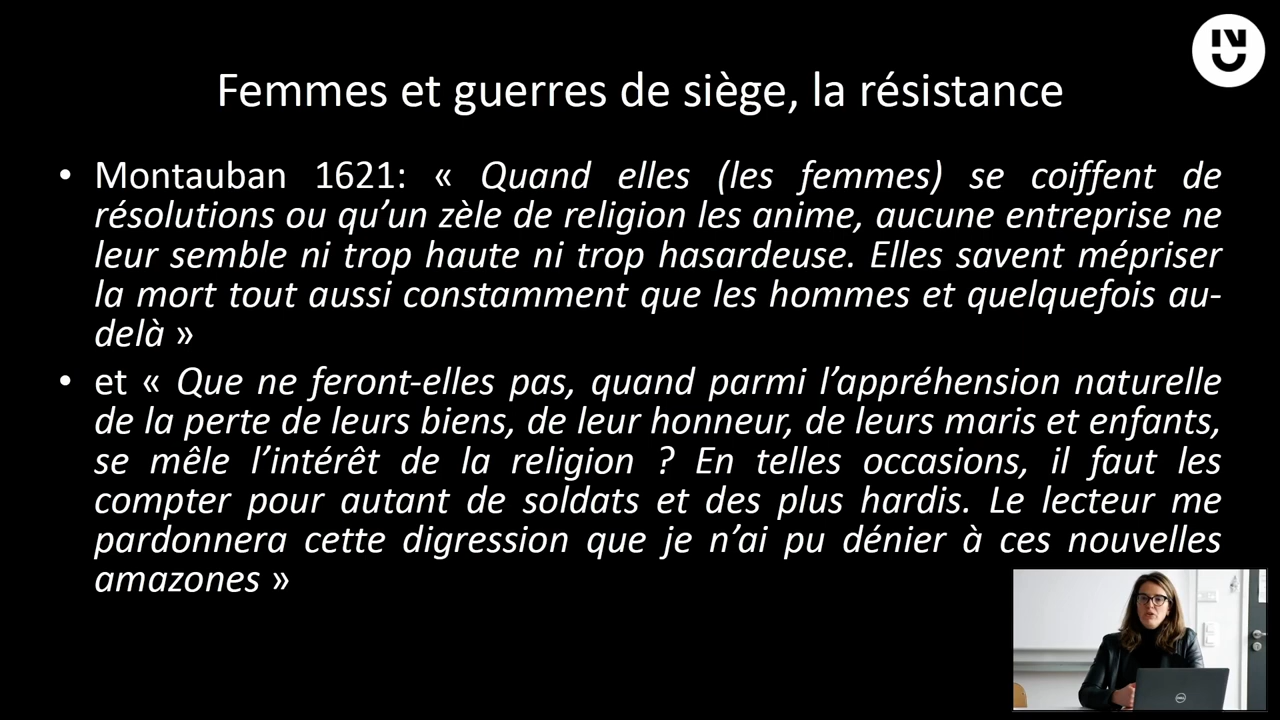 INU
Femmes et guerres de siège, la résistance
• Montauban 1621: « Quand elles (les femmes) se coiffent de
résolutions ou qu’un zèle de religion les anime, aucune entreprise ne
leur semble ni trop haute ni trop hasardeuse. Elles savent mépriser
la mort tout aussi constamment que les hommes et quelquefois au-
delà »
• et « Que ne feront-elles pas, quand parmi l’appréhension naturelle
de la perte de leurs biens, de leur honneur, de leurs maris et enfants,
se mêle l’intérêt de la religion ? En telles occasions, il faut les
compter pour autant de soldats et des plus hardis. Le lecteur me
pardonnera cette digression que je n’ai pu dénier à ces nouvelles
amazones »
DELL